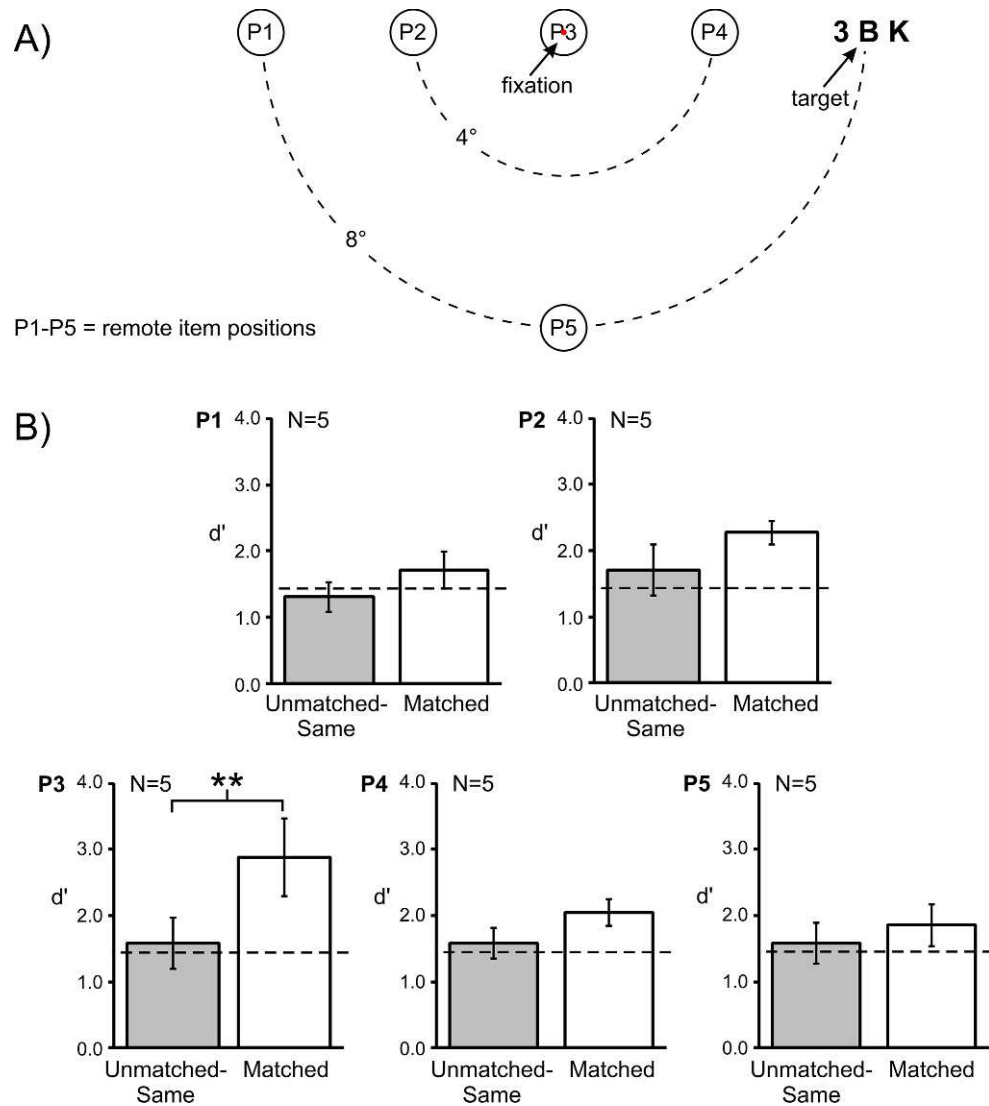 A)
P1 P2 P3 P4 3 B K
fixation
target
4°
8°
P5
P1-P5 = remote item positions
B)
P1 N=5
4.0
3.0
d'
2.0
1.0
0.0
Unmatched-Same Matched
P2 N=5
4.0
3.0
d'
2.0
1.0
0.0
Unmatched-Same Matched
P3 N=5
**
4.0
3.0
d'
2.0
1.0
0.0
Unmatched-Same Matched
P4 N=5
4.0
3.0
d'
2.0
1.0
0.0
Unmatched-Same Matched
P5 N=5
4.0
3.0
d'
2.0
1.0
0.0
Unmatched-Same Matched